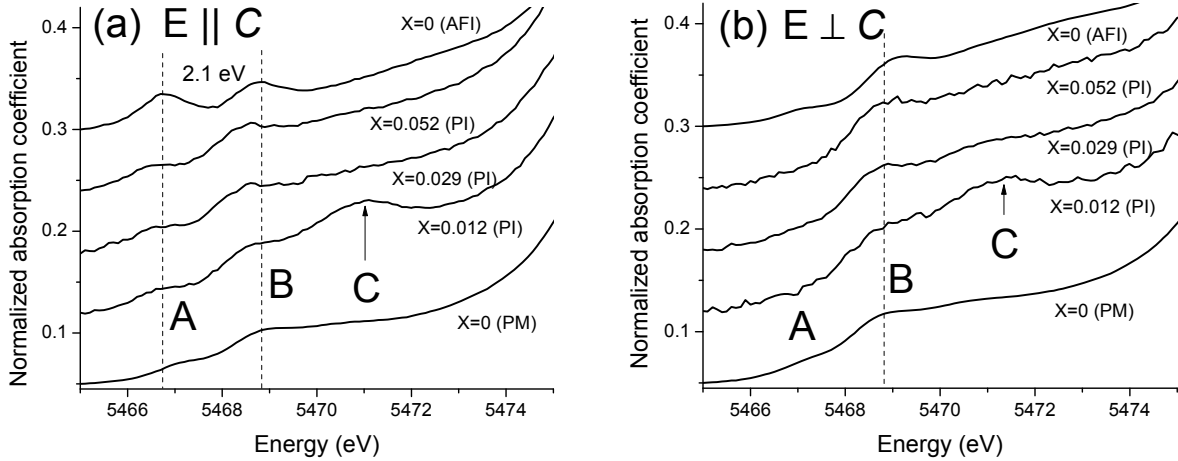 (a) E || C
2.1 eV
X=0 (AFI)
X=0.052 (PI)
X=0.029 (PI)
X=0.012 (PI)
X=0 (PM)
A
B
C
0.4
0.3
0.2
0.1
Normalized absorption coefficient
5466 5468 5470 5472 5474
Energy (eV)
(b) E ⊥ C
X=0 (AFI)
X=0.052 (PI)
X=0.029 (PI)
X=0.012 (PI)
X=0 (PM)
A
B
C
0.4
0.3
0.2
0.1
Normalized absorption coefficient
5466 5468 5470 5472 5474
Energy (eV)